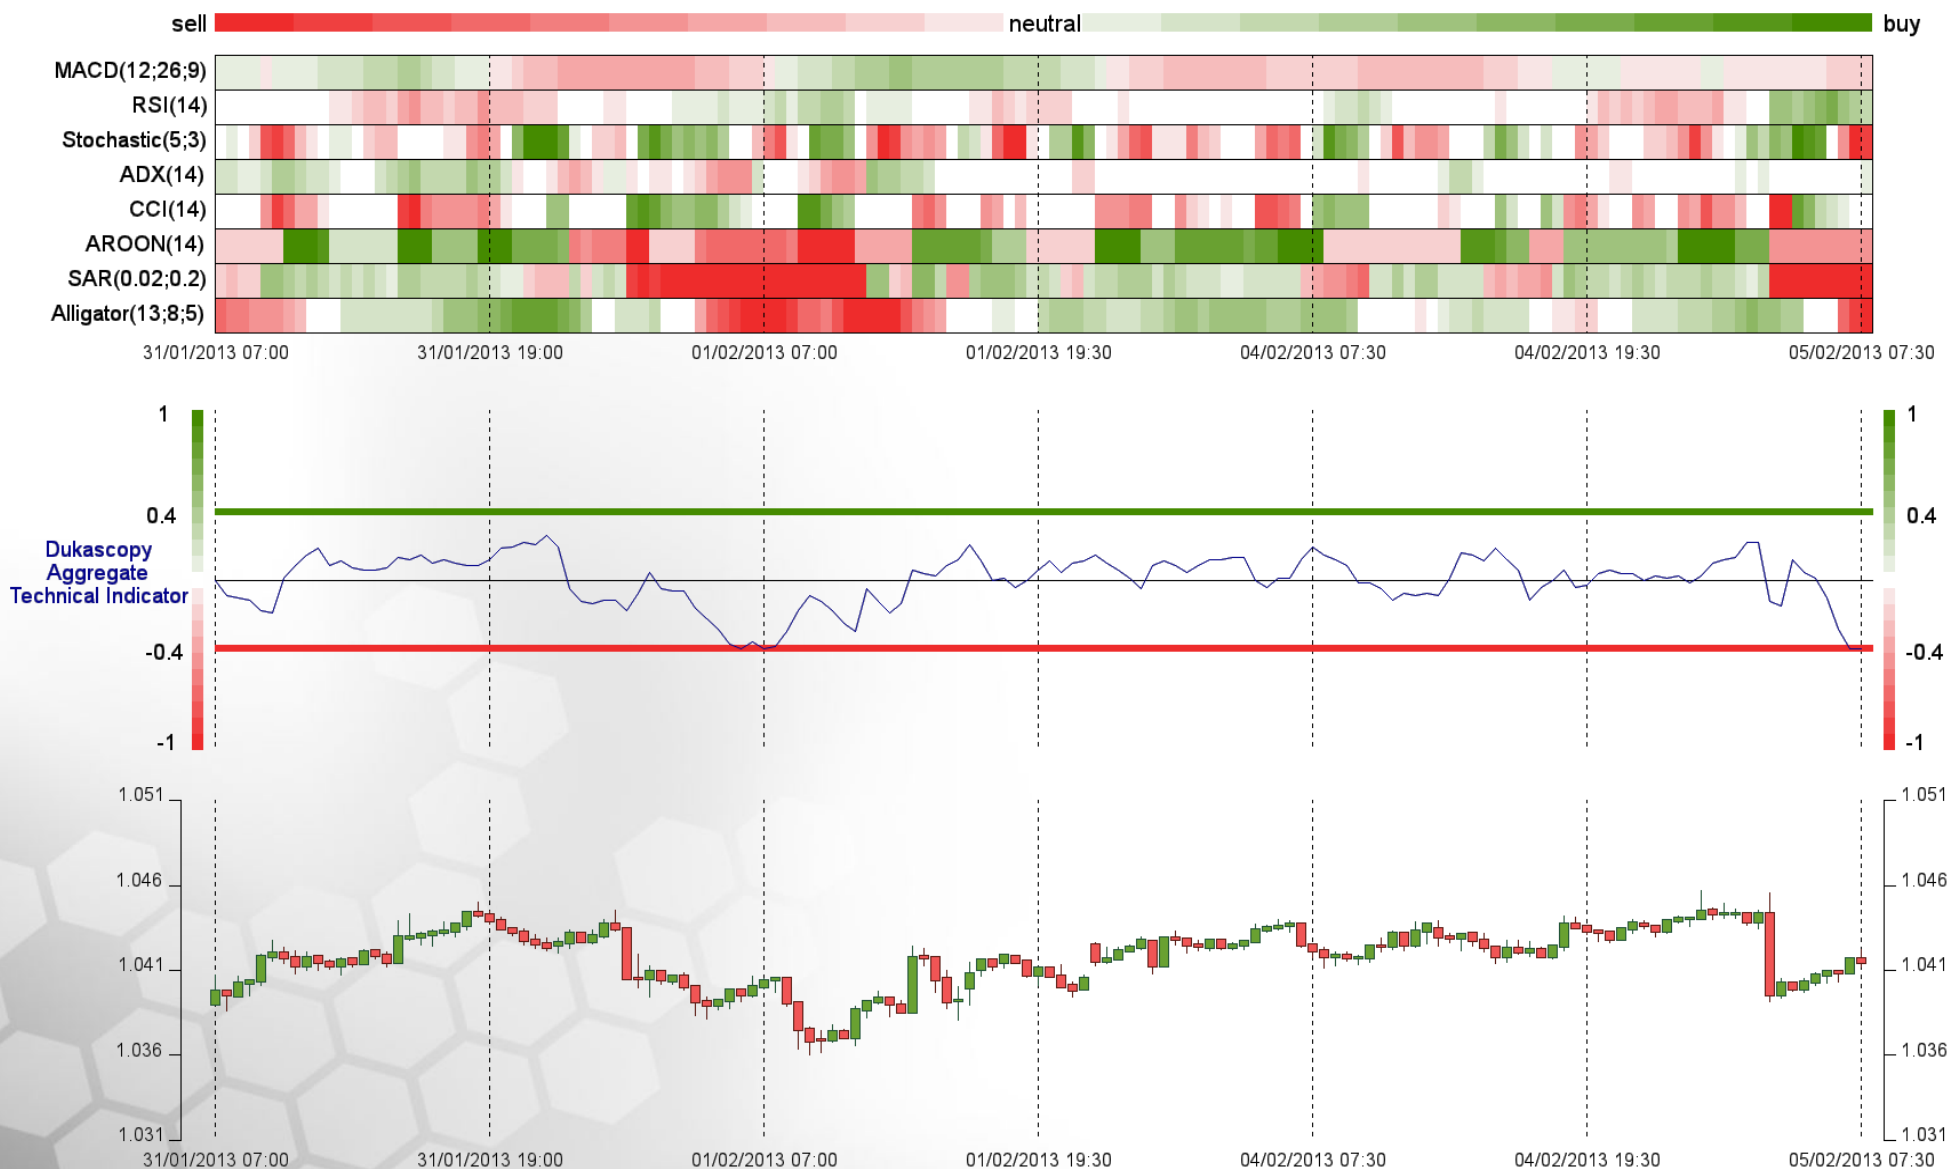 sell neutral buy
MACD(12;26;9)
RSI(14)
Stochastic(5;3)
ADX(14)
CCI(14)
AROON(14)
SAR(0.02;0.2)
Alligator(13;8;5)
31/01/2013 07:00 31/01/2013 19:00 01/02/2013 07:00 01/02/2013 19:30 04/02/2013 07:30 04/02/2013 19:30 05/02/2013 07:30
1 1
0.4 0.4
Dukascopy
Aggregate
Technical Indicator
-0.4 -0.4
-1 -1
1.051 1.051
1.046 1.046
1.041 1.041
1.036 1.036
1.031 1.031
31/01/2013 07:00 31/01/2013 19:00 01/02/2013 07:00 01/02/2013 19:30 04/02/2013 07:30 04/02/2013 19:30 05/02/2013 07:30